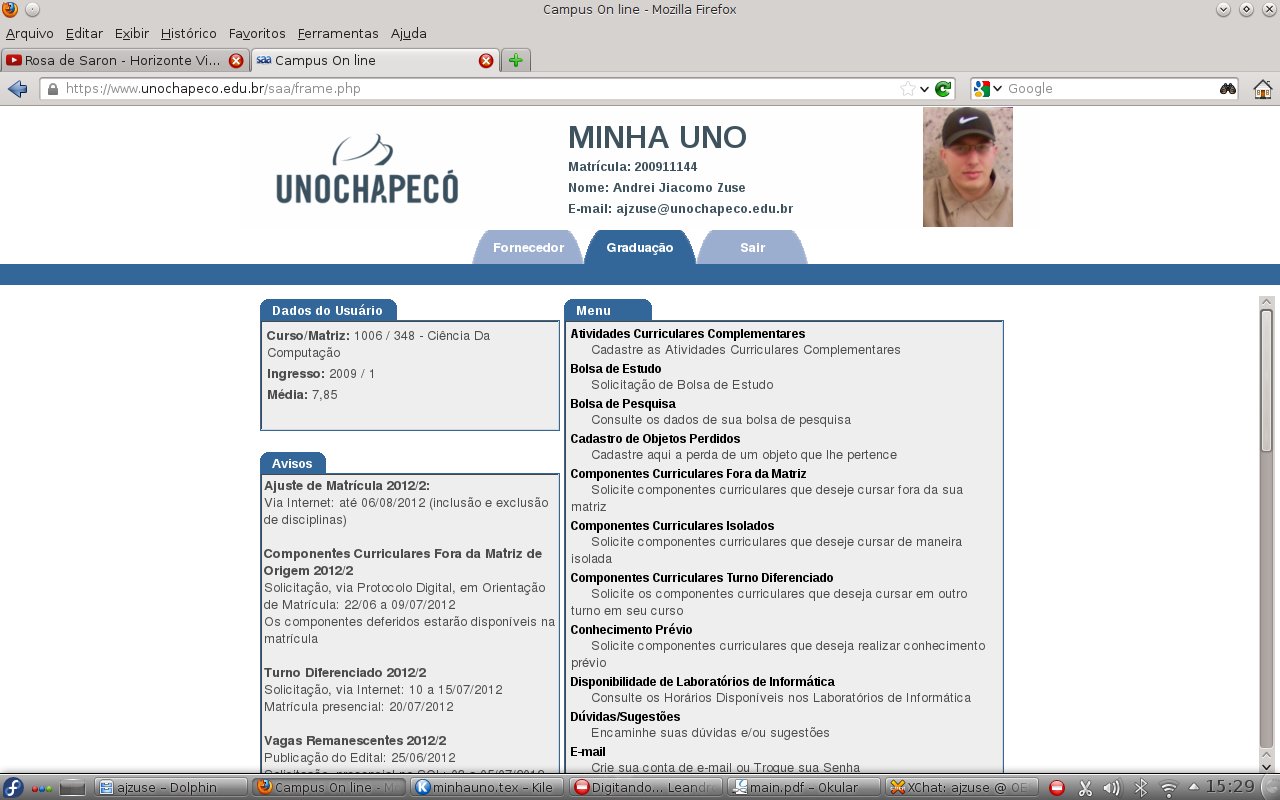 Campus On line - Mozilla Firefox
Arquivo Editar Exibir Histórico Favoritos Ferramentas Ajuda
Rosa de Saron - Horizonte Vi...
saa Campus On line
https://www.unochapeco.edu.br/saa/frame.php
Google
UNOCHAPECÓ
MINHA UNO
Matrícula: 200911144
Nome: Andrei Jiacomo Zuse
E-mail: ajzuse@unochapeco.edu.br
Fornecedor Graduação Sair
Dados do Usuário
Curso/Matriz: 1006 / 348 - Ciência Da
Computação
Ingresso: 2009 / 1
Média: 7,85
Avisos
Ajuste de Matrícula 2012/2:
Via Internet: até 06/08/2012 (inclusão e exclusão
de disciplinas)
Componentes Curriculares Fora da Matriz de
Origem 2012/2
Solicitação, via Protocolo Digital, em Orientação
de Matrícula: 22/06 a 09/07/2012
Os componentes deferidos estarão disponíveis na
matrícula
Turno Diferenciado 2012/2
Solicitação, via Internet: 10 a 15/07/2012
Matrícula presencial: 20/07/2012
Vagas Remanescentes 2012/2
Publicação do Edital: 25/06/2012
Menu
Atividades Curriculares Complementares
Cadastre as Atividades Curriculares Complementares
Bolsa de Estudo
Solicitação de Bolsa de Estudo
Bolsa de Pesquisa
Consulte os dados de sua bolsa de pesquisa
Cadastro de Objetos Perdidos
Cadastre aqui a perda de um objeto que lhe pertence
Componentes Curriculares Fora da Matriz
Solicite componentes curriculares que deseje cursar fora da sua
matriz
Componentes Curriculares Isolados
Solicite componentes curriculares que deseje cursar de maneira
isolada
Componentes Curriculares Turno Diferenciado
Solicite os componentes curriculares que deseja cursar em outro
turno em seu curso
Conhecimento Prévio
Solicite componentes curriculares que deseja realizar conhecimento
prévio
Disponibilidade de Laboratórios de Informática
Consulte os Horários Disponíveis nos Laboratórios de Informática
Dúvidas/Sugestões
Encaminhe suas dúvidas e/ou sugestões
E-mail
Crie sua conta de e-mail ou Troque sua Senha
ajzuse – Dolphin
Campus On line - Mo
minhauno.tex – Kile
Digitando... Leandr
main.pdf – Okular
XChat: ajzuse @ OF
15:29